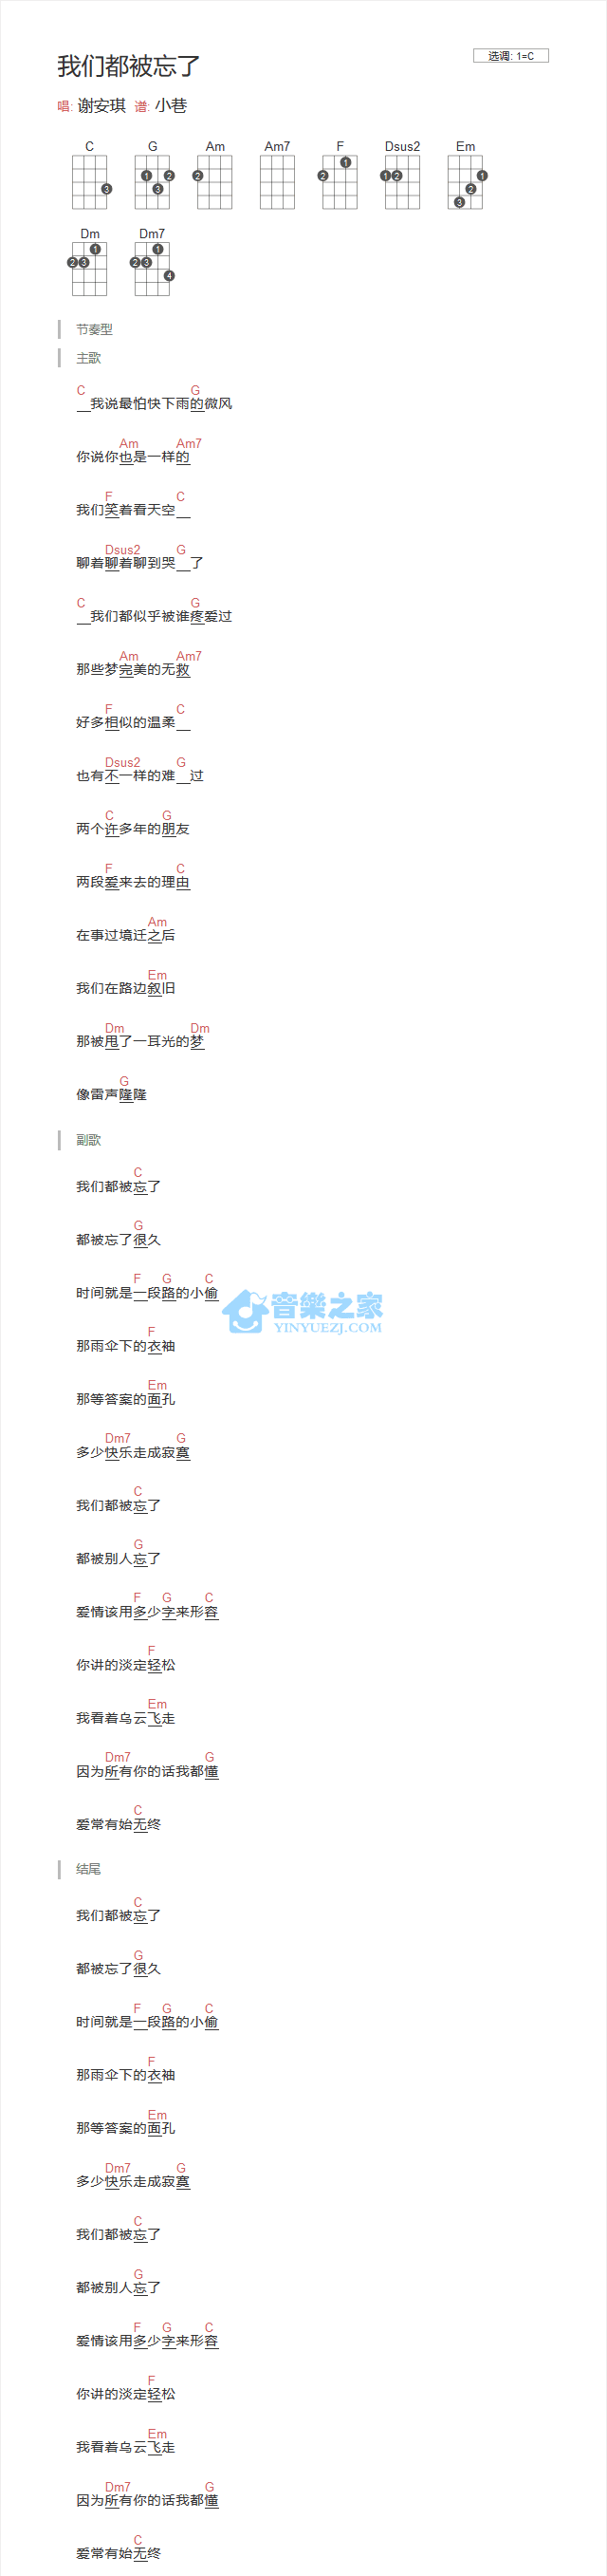 我们都被忘了
选调: 1=C
唱: 谢安琪 谱: 小巷
C G Am Am7 F Dsus2 Em
3 1 2 3 2 1 2 1 2 1 2 3
Dm Dm7
1 2 3 1 2 3 4
节奏型
主歌
C G
__我说最怕快下雨的微风
Am Am7
你说你也是一样的
F C
我们笑着看天空__
Dsus2 G
聊着聊着聊到哭__了
C G
__我们都似乎被谁疼爱过
Am Am7
那些梦完美的无救
F C
好多相似的温柔__
Dsus2 G
也有不一样的难__过
C G
两个许多年的朋友
F C
两段爱来去的理由
Am
在事过境迁之后
Em
我们在路边叙旧
Dm Dm
那被甩了一耳光的梦
G
像雷声隆隆
副歌
C
我们都被忘了
G
都被忘了很久
F G C
时间就是一段路的小偷
音樂之家
YINYUEZJ.COM
F
那雨伞下的衣袖
Em
那等答案的面孔
Dm7 G
多少快乐走成寂寞
C
我们都被忘了
G
都被别人忘了
F G C
爱情该用多少字来形容
F
你讲的淡定轻松
Em
我看着乌云飞走
Dm7 G
因为所有你的话我都懂
C
爱常有始无终
结尾
C
我们都被忘了
G
都被忘了很久
F G C
时间就是一段路的小偷
F
那雨伞下的衣袖
Em
那等答案的面孔
Dm7 G
多少快乐走成寂寞
C
我们都被忘了
G
都被别人忘了
F G C
爱情该用多少字来形容
F
你讲的淡定轻松
Em
我看着乌云飞走
Dm7 G
因为所有你的话我都懂
C
爱常有始无终